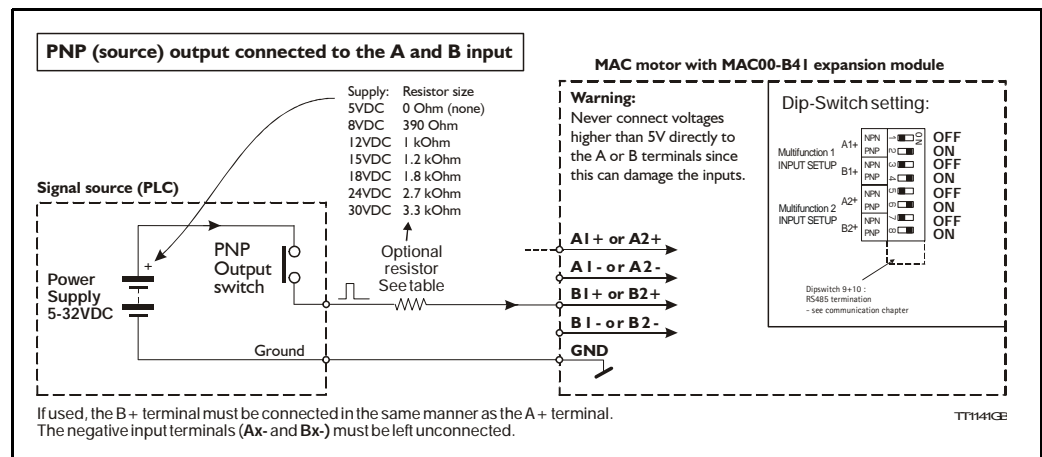 PNP (source) output connected to the A and B input
MAC motor with MAC00-B41 expansion module
Supply: Resistor size
5VDC 0 Ohm (none)
8VDC 390 Ohm
12VDC 1 kOhm
15VDC 1.2 kOhm
18VDC 1.8 kOhm
24VDC 2.7 kOhm
30VDC 3.3 kOhm
Warning:
Never connect voltages
higher than 5V directly to
the A or B terminals since
this can damage the inputs.
Dip-Switch setting:
Multifunction 1
INPUT SETUP
A1+ NPN 1 ON OFF
PNP 2 ON
B1+ NPN 3 OFF
PNP 4 ON
Multifunction 2
INPUT SETUP
A2+ NPN 5 OFF
PNP 6 ON
B2+ NPN 7 OFF
PNP 8 ON
Dipswitch 9+10 :
RS485 termination
- see communication chapter
Signal source (PLC)
Power
Supply
5-32VDC
+
PNP
Output
switch
Optional
resistor
See table
Ground
A1+ or A2+
A1- or A2-
B1+ or B2+
B1- or B2-
GND
If used, the B+ terminal must be connected in the same manner as the A+ terminal.
The negative input terminals (Ax- and Bx-) must be left unconnected.
TT1141GB